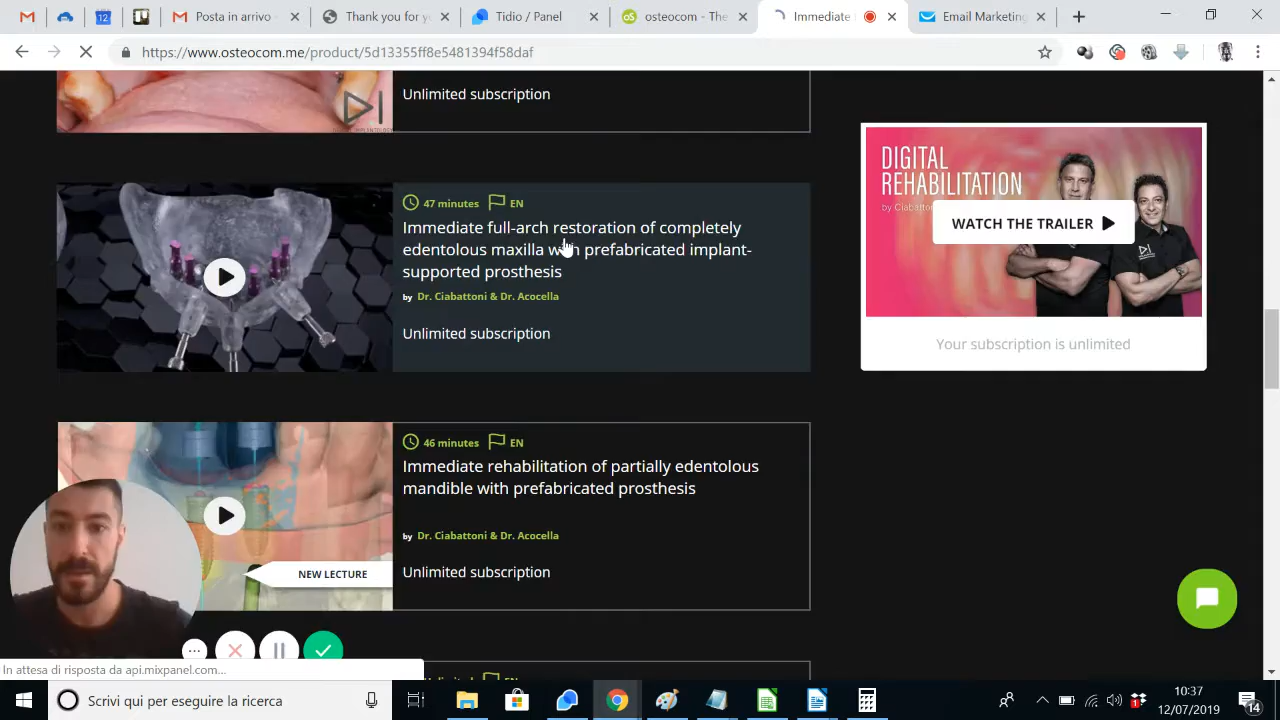 Posta in arrivo
Thank you for y
Tidio / Panel
osteocom - The
Immediate
Email Marketing
https://www.osteocom.me/product/5d13355ff8e5481394f58daf
Unlimited subscription
47 minutes EN
Immediate full-arch restoration of completely
edentolous maxilla with prefabricated implant-
supported prosthesis
by Dr. Ciabattoni & Dr. Acocella
Unlimited subscription
46 minutes EN
Immediate rehabilitation of partially edentolous
mandible with prefabricated prosthesis
by Dr. Ciabattoni & Dr. Acocella
Unlimited subscription
NEW LECTURE
DIGITAL
REHABILITATION
by Ciabatto
WATCH THE TRAILER
Your subscription is unlimited
In attesa di risposta da api.mixpanel.com...
Scrivi qui per eseguire la ricerca
10:37
12/07/2019
14